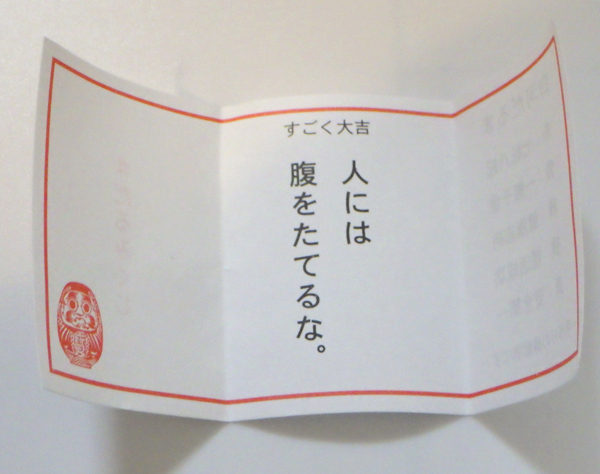 すごく大吉
人には
腹をたてるな。